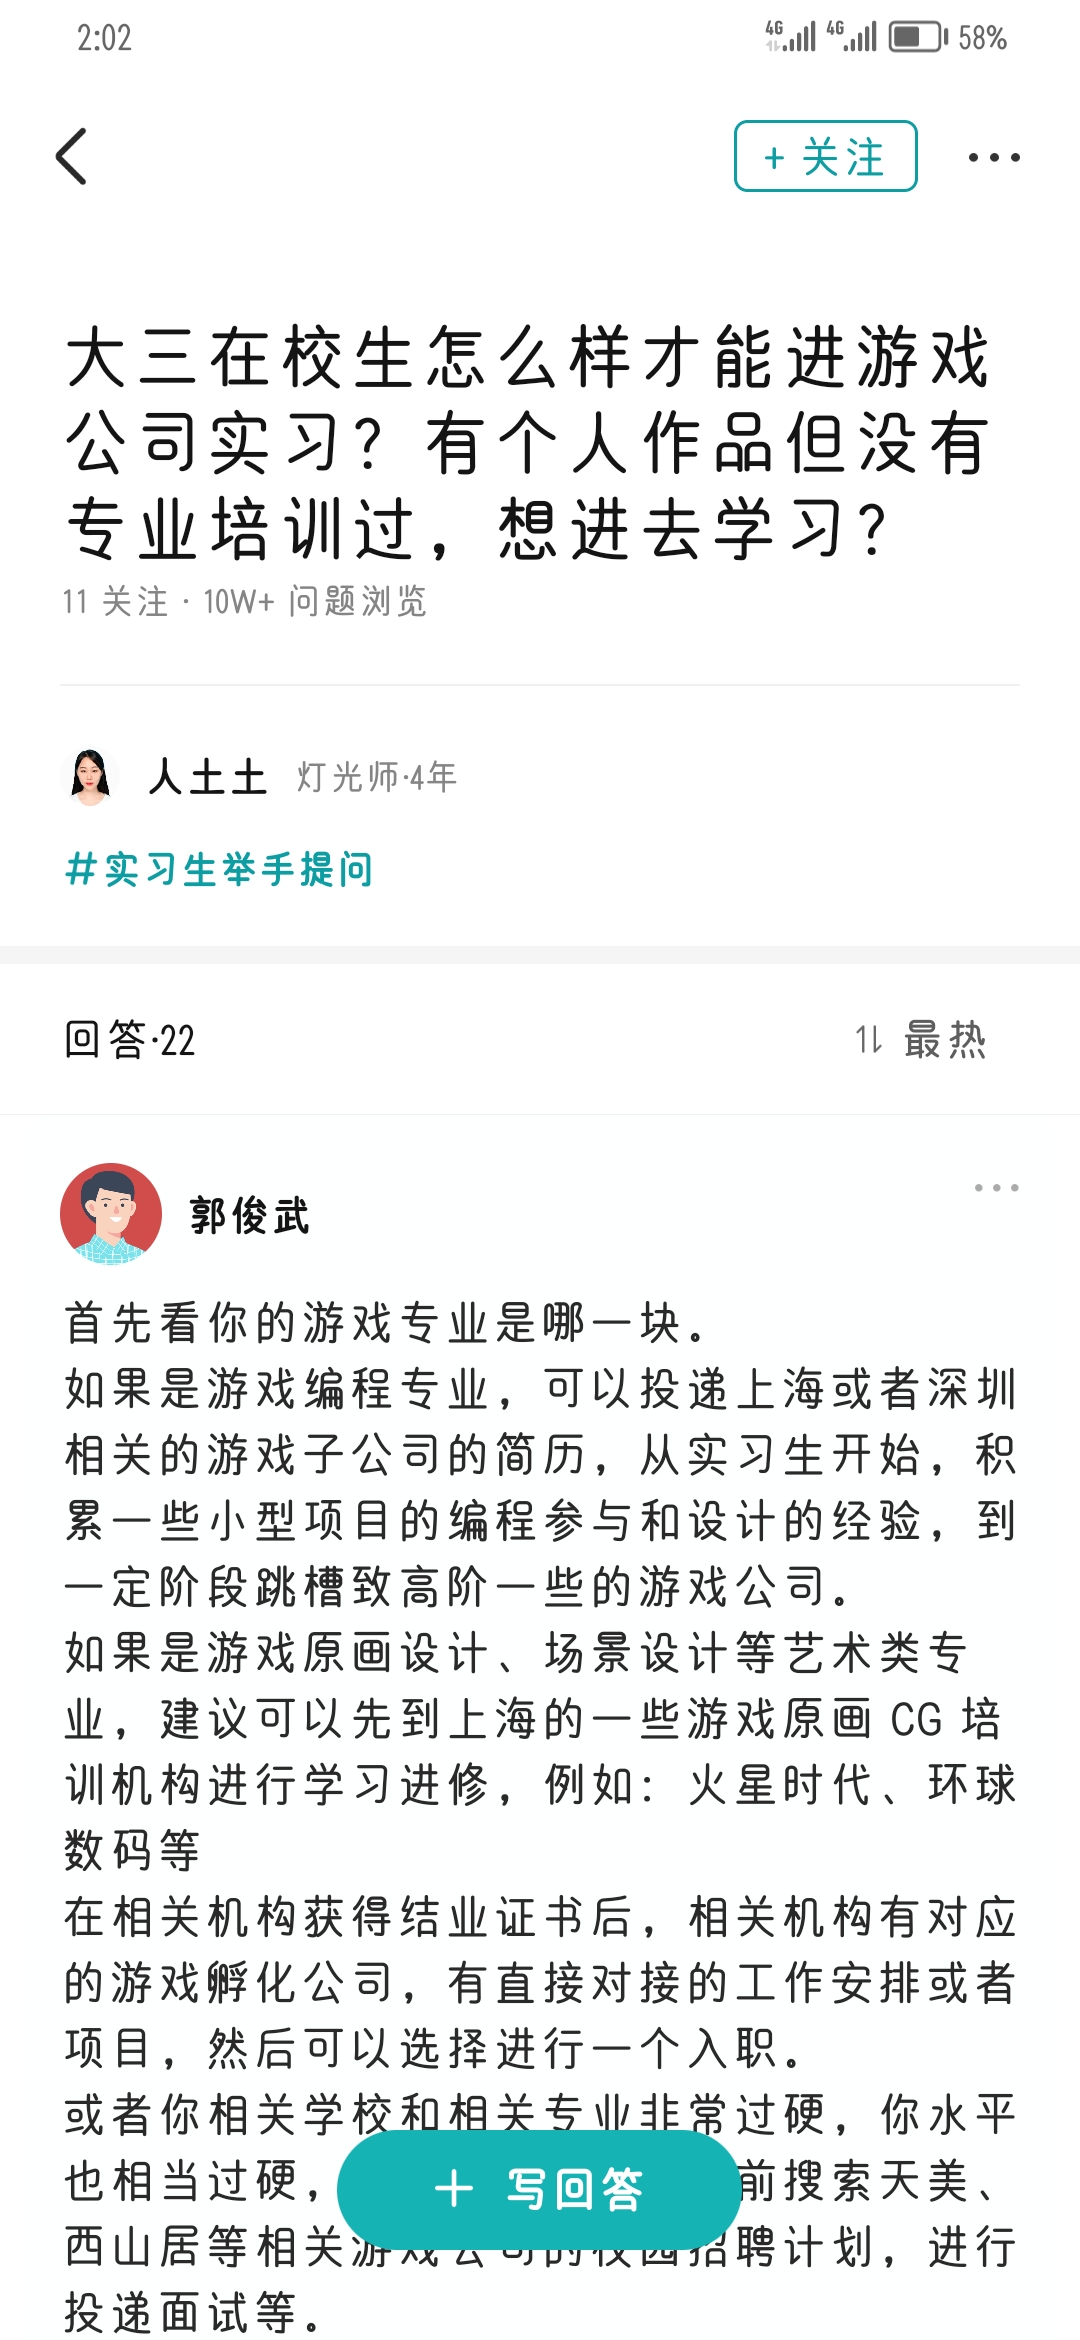 2:02 4G 4G 58%
+ 关注
大三在校生怎么样才能进游戏
公司实习？有个人作品但没有
专业培训过，想进去学习？
11 关注 · 10W+ 问题浏览
人土土 灯光师·4年
#实习生举手提问
回答·22 最热
郭俊武
首先看你的游戏专业是哪一块。
如果是游戏编程专业，可以投递上海或者深圳
相关的游戏子公司的简历，从实习生开始，积
累一些小型项目的编程参与和设计的经验，到
一定阶段跳槽致高阶一些的游戏公司。
如果是游戏原画设计、场景设计等艺术类专
业，建议可以先到上海的一些游戏原画 CG 培
训机构进行学习进修，例如：火星时代、环球
数码等
在相关机构获得结业证书后，相关机构有对应
的游戏孵化公司，有直接对接的工作安排或者
项目，然后可以选择进行一个入职。
或者你相关学校和相关专业非常过硬，你水平
也相当过硬，前搜索天美、
+ 写回答
西山居等相关游戏公司的校园招聘计划，进行
投递面试等。